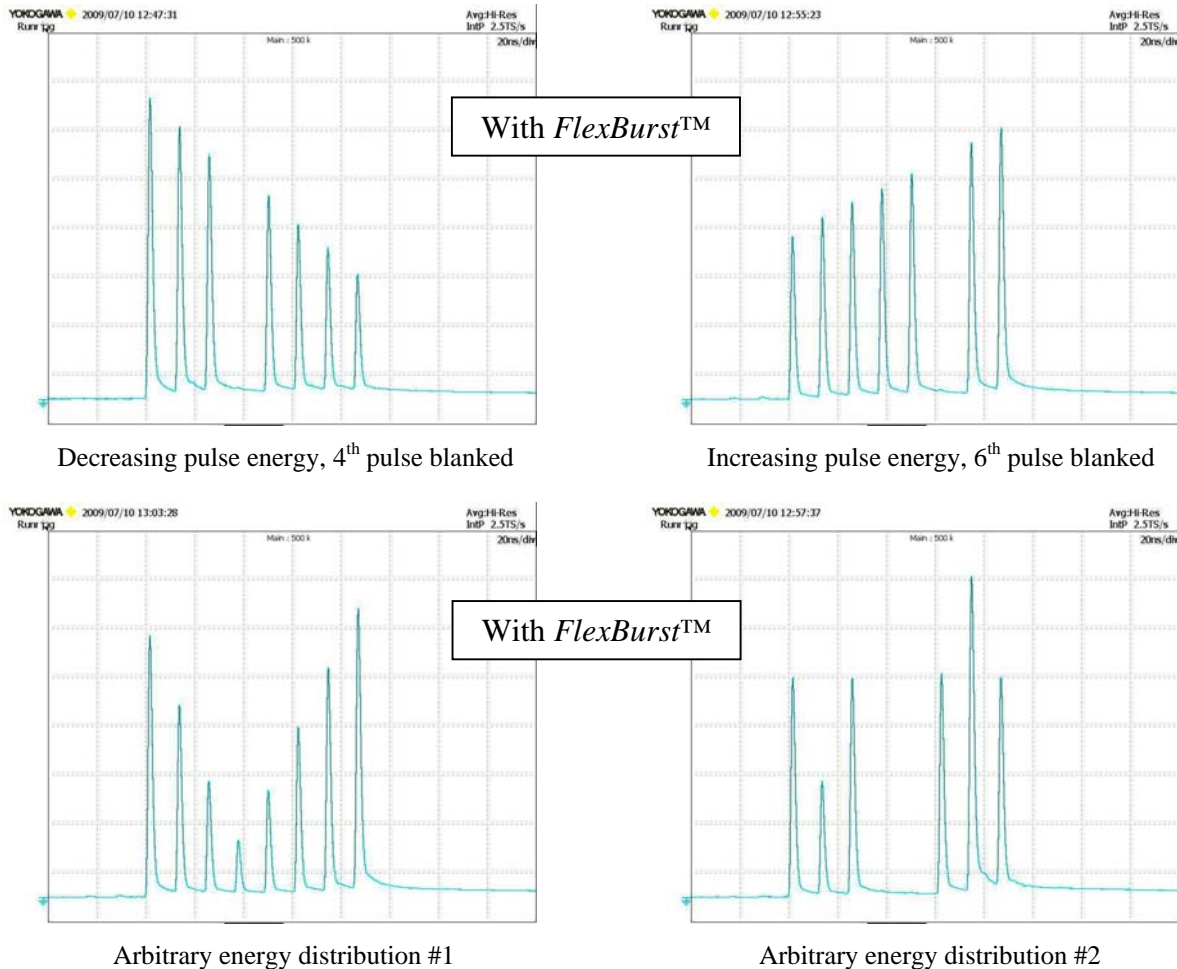 YOKOGAWA 2009/07/10 12:47:31 Avg:Hi-Res
IntP 2.5TS/s
Main : 500 k 20ns/div
YOKOGAWA 2009/07/10 12:55:23 Avg:Hi-Res
IntP 2.5TS/s
Main : 500 k 20ns/div
With FlexBurst™
Decreasing pulse energy, 4th pulse blanked
Increasing pulse energy, 6th pulse blanked
YOKOGAWA 2009/07/10 13:03:28 Avg:Hi-Res
IntP 2.5TS/s
Main : 500 k 20ns/div
YOKOGAWA 2009/07/10 12:57:37 Avg:Hi-Res
IntP 2.5TS/s
Main : 500 k 20ns/div
With FlexBurst™
Arbitrary energy distribution #1
Arbitrary energy distribution #2